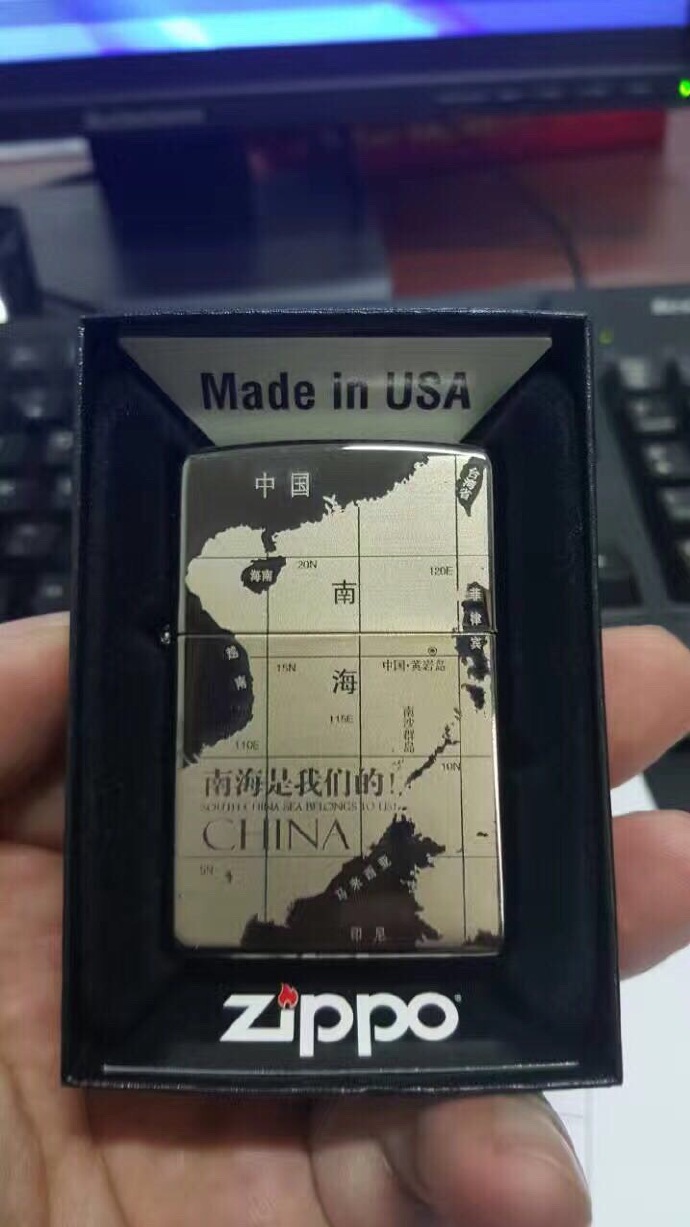 Made in USA
中国
台湾省
海南
20N
120E
南
菲律宾
越南
15N
海
中国·黄岩岛
115E
南沙群岛
110E
10N
南海是我们的!
SOUTH CHINA SEA BELONGS TO US!
CHINA
5N
马来西亚
印尼
zippo